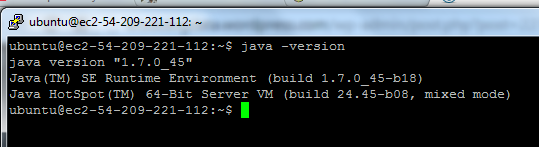 ubuntu@ec2-54-209-221-112: ~
ubuntu@ec2-54-209-221-112:~$ java -version
java version "1.7.0_45"
Java(TM) SE Runtime Environment (build 1.7.0_45-b18)
Java HotSpot(TM) 64-Bit Server VM (build 24.45-b08, mixed mode)
ubuntu@ec2-54-209-221-112:~$